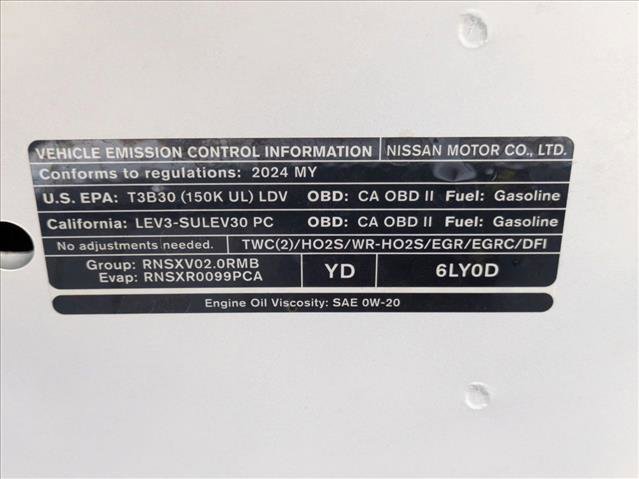 VEHICLE EMISSION CONTROL INFORMATION NISSAN MOTOR CO., LTD.
Conforms to regulations: 2024 MY
U.S. EPA: T3B30 (150K UL) LDV OBD: CA OBD II Fuel: Gasoline
California: LEV3-SULEV30 PC OBD: CA OBD II Fuel: Gasoline
No adjustments needed. TWC(2)/HO2S/WR-HO2S/EGR/EGRC/DFI
Group: RNSXV02.0RMB
Evap: RNSXR0099PCA
YD
6LY0D
Engine Oil Viscosity: SAE 0W-20